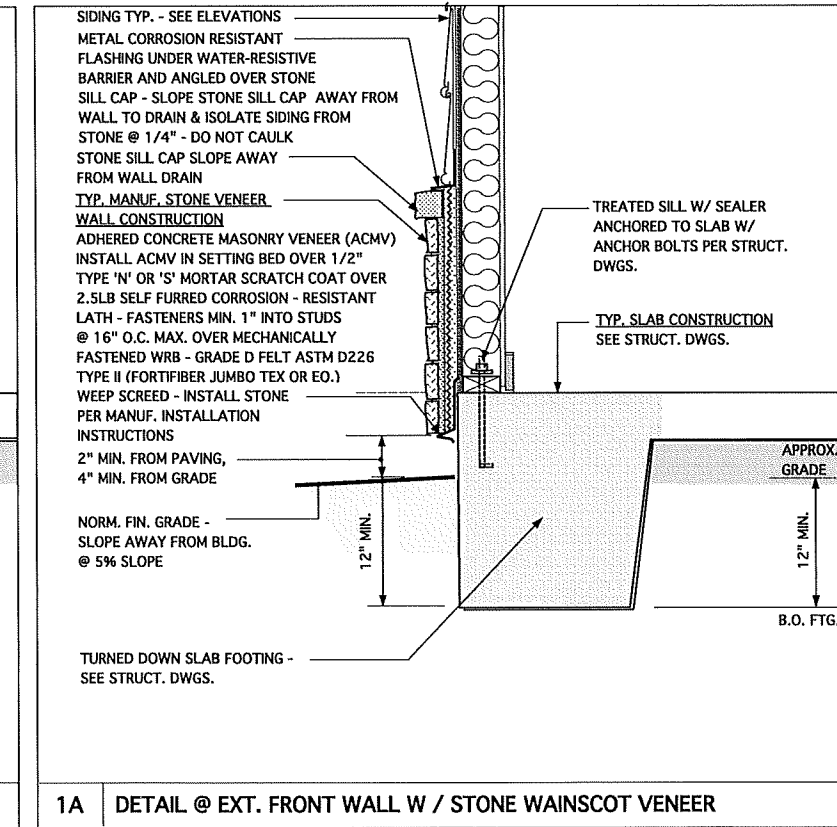 SIDING TYP. - SEE ELEVATIONS
METAL CORROSION RESISTANT
FLASHING UNDER WATER-RESISTIVE
BARRIER AND ANGLED OVER STONE
SILL CAP - SLOPE STONE SILL CAP AWAY FROM
WALL TO DRAIN & ISOLATE SIDING FROM
STONE @ 1/4" - DO NOT CAULK
STONE SILL CAP SLOPE AWAY
FROM WALL DRAIN
TYP. MANUF. STONE VENEER
WALL CONSTRUCTION
ADHERED CONCRETE MASONRY VENEER (ACMV)
INSTALL ACMV IN SETTING BED OVER 1/2"
TYPE 'N' OR 'S' MORTAR SCRATCH COAT OVER
2.5LB SELF FURRED CORROSION - RESISTANT
LATH - FASTENERS MIN. 1" INTO STUDS
@ 16" O.C. MAX. OVER MECHANICALLY
FASTENED WRB - GRADE D FELT ASTM D226
TYPE II (FORTIFIBER JUMBO TEX OR EQ.)
WEEP SCREED - INSTALL STONE
PER MANUF. INSTALLATION
INSTRUCTIONS
2" MIN. FROM PAVING,
4" MIN. FROM GRADE
NORM. FIN. GRADE -
SLOPE AWAY FROM BLDG.
@ 5% SLOPE
12" MIN.
TURNED DOWN SLAB FOOTING -
SEE STRUCT. DWGS.
TREATED SILL W/ SEALER
ANCHORED TO SLAB W/
ANCHOR BOLTS PER STRUCT.
DWGS.
TYP. SLAB CONSTRUCTION
SEE STRUCT. DWGS.
APPROX.
GRADE
12" MIN.
B.O. FTG.
1A DETAIL @ EXT. FRONT WALL W / STONE WAINSCOT VENEER